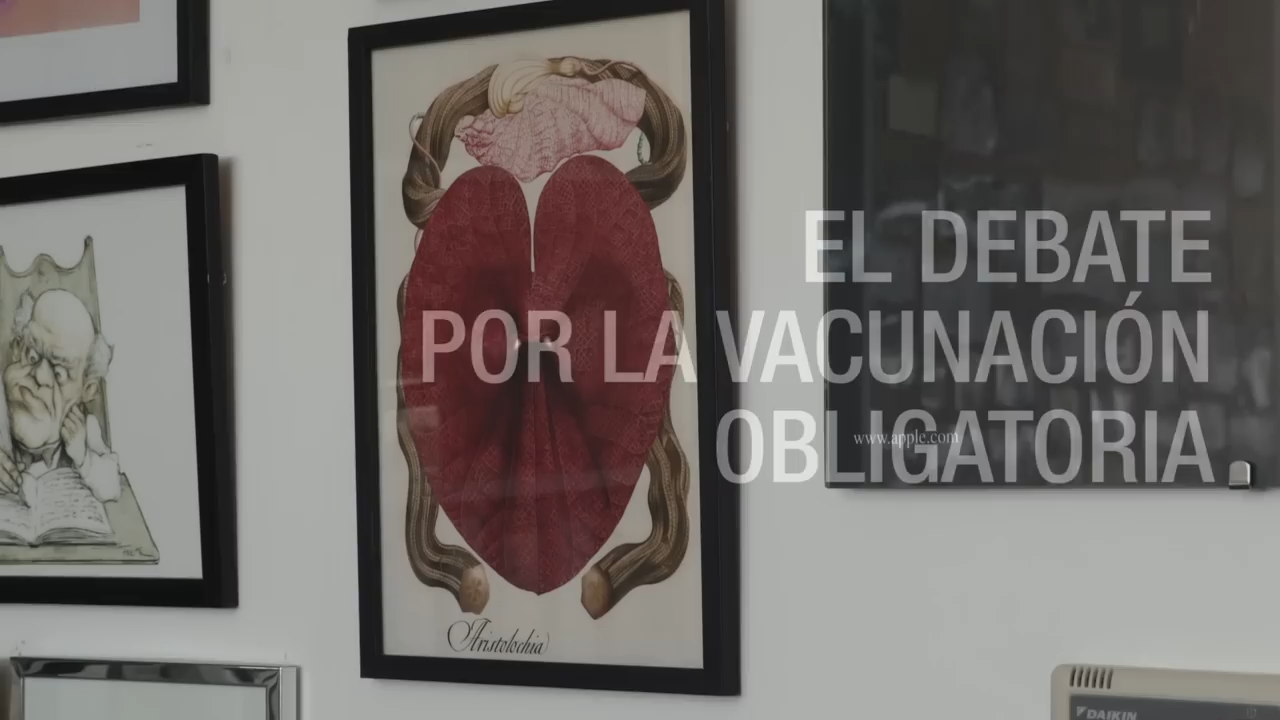 EL DEBATE
POR LA VACUNACIÓN
OBLIGATORIA.
www.apple.com
Aristolochia
DAIKIN